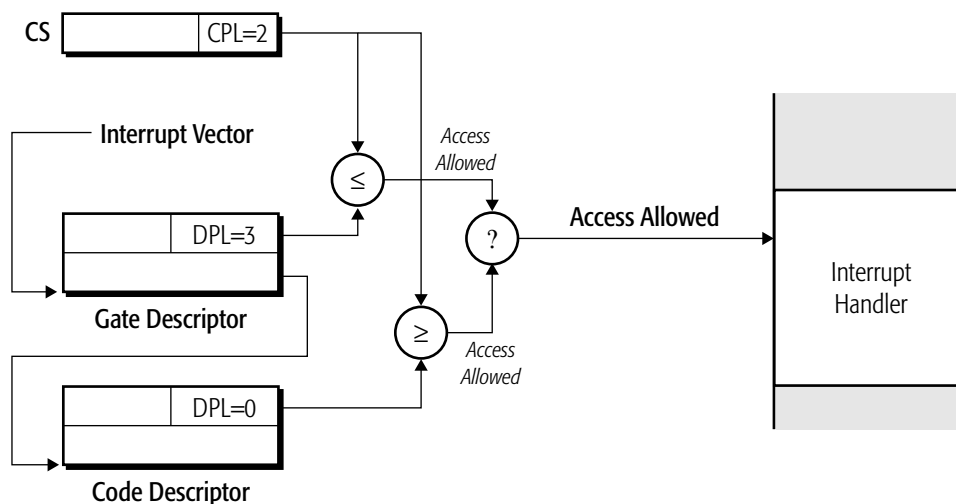 CS
CPL=2
Interrupt Vector
Access
Allowed
≤
DPL=3
?
Access Allowed
Interrupt
Handler
Gate Descriptor
≥
Access
Allowed
DPL=0
Code Descriptor